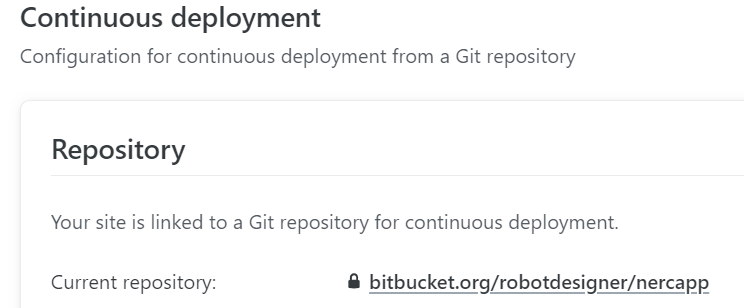 Continuous deployment
Configuration for continuous deployment from a Git repository
Repository
Your site is linked to a Git repository for continuous deployment.
Current repository: bitbucket.org/robotdesigner/nercapp